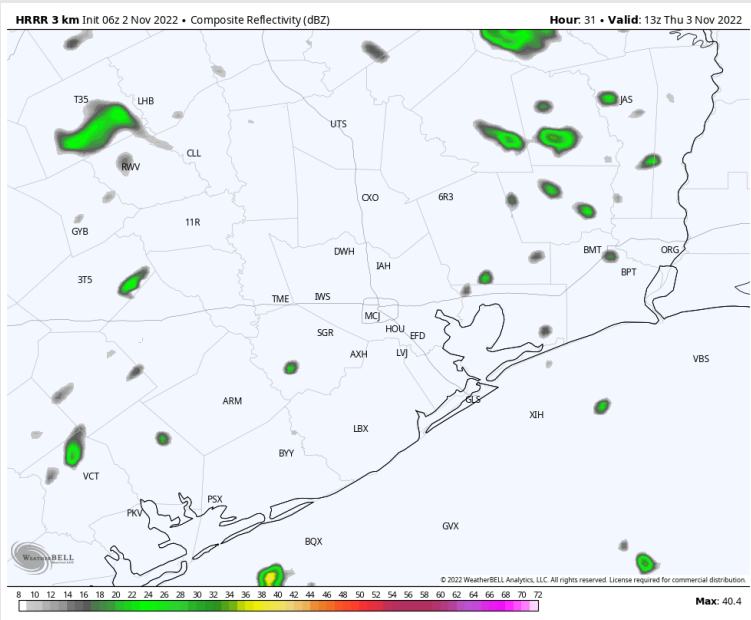 HRRR 3 km Init 06z 2 Nov 2022 • Composite Reflectivity (dBZ)
Hour: 31 • Valid: 13z Thu 3 Nov 2022
T35
LHB
JAS
UTS
CLL
RWV
CXO
6R3
11R
GYB
DWH
BMT
ORG
IAH
BPT
3T5
TME
IWS
MCJ
SGR
HOU
EFD
AXH
LVJ
VBS
ARM
GLS
XIH
LBX
BYY
VCT
PSX
PKV
GVX
BQX
WEATHERBELL
© 2022 WeatherBELL Analytics, LLC. All rights reserved. License required for commercial distribution.
8 10 12 14 16 18 20 22 24 26 28 30 32 34 36 38 40 42 44 46 48 50 52 54 56 58 60 62 64 66 68 70 72
Max: 40.4